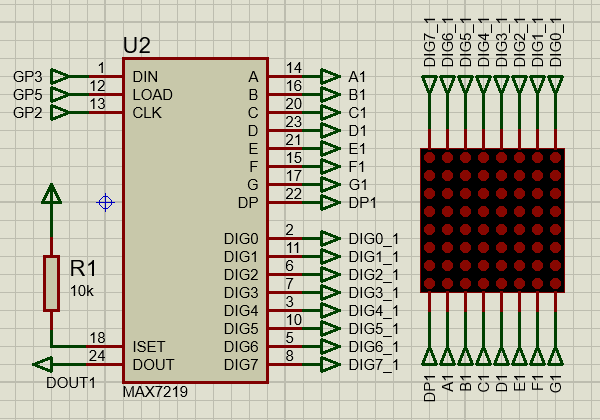 U2
GP3 1 DIN A 14 A1
GP5 12 LOAD B 16 B1
GP2 13 CLK C 20 C1
D 23 D1
E 21 E1
F 15 F1
G 17 G1
DP 22 DP1
DIG0 2 DIG0_1
DIG1 11 DIG1_1
DIG2 6 DIG2_1
DIG3 7 DIG3_1
DIG4 3 DIG4_1
DIG5 10 DIG5_1
18 ISET DIG6 5 DIG6_1
24 DOUT DIG7 8 DIG7_1
R1
10k
DOUT1
MAX7219
DIG7_1 DIG6_1 DIG5_1 DIG4_1 DIG3_1 DIG2_1 DIG1_1 DIG0_1
DP1 A1 B1 C1 D1 E1 F1 G1